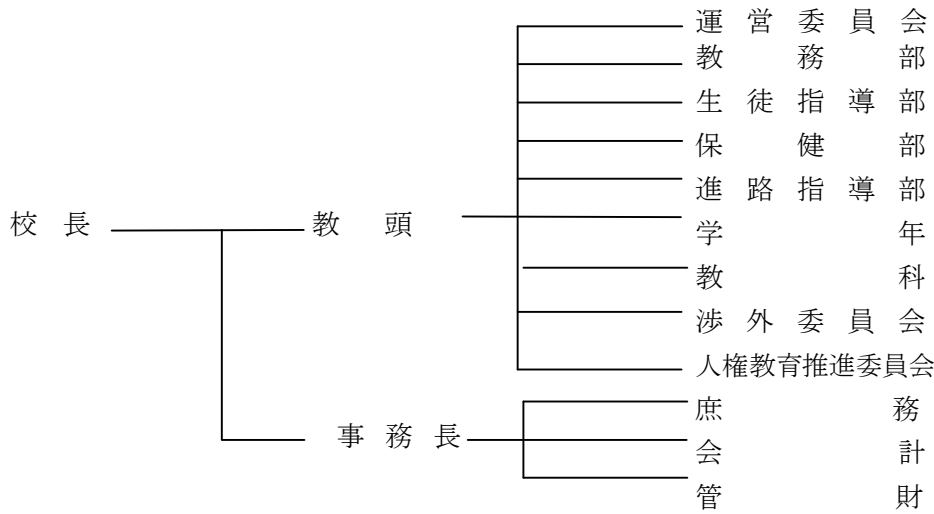 運営委員会
教務部
生徒指導部
保健部
進路指導部
校長
教頭
学年
教科
渉外委員会
人権教育推進委員会
事務長
庶務
会計
管財